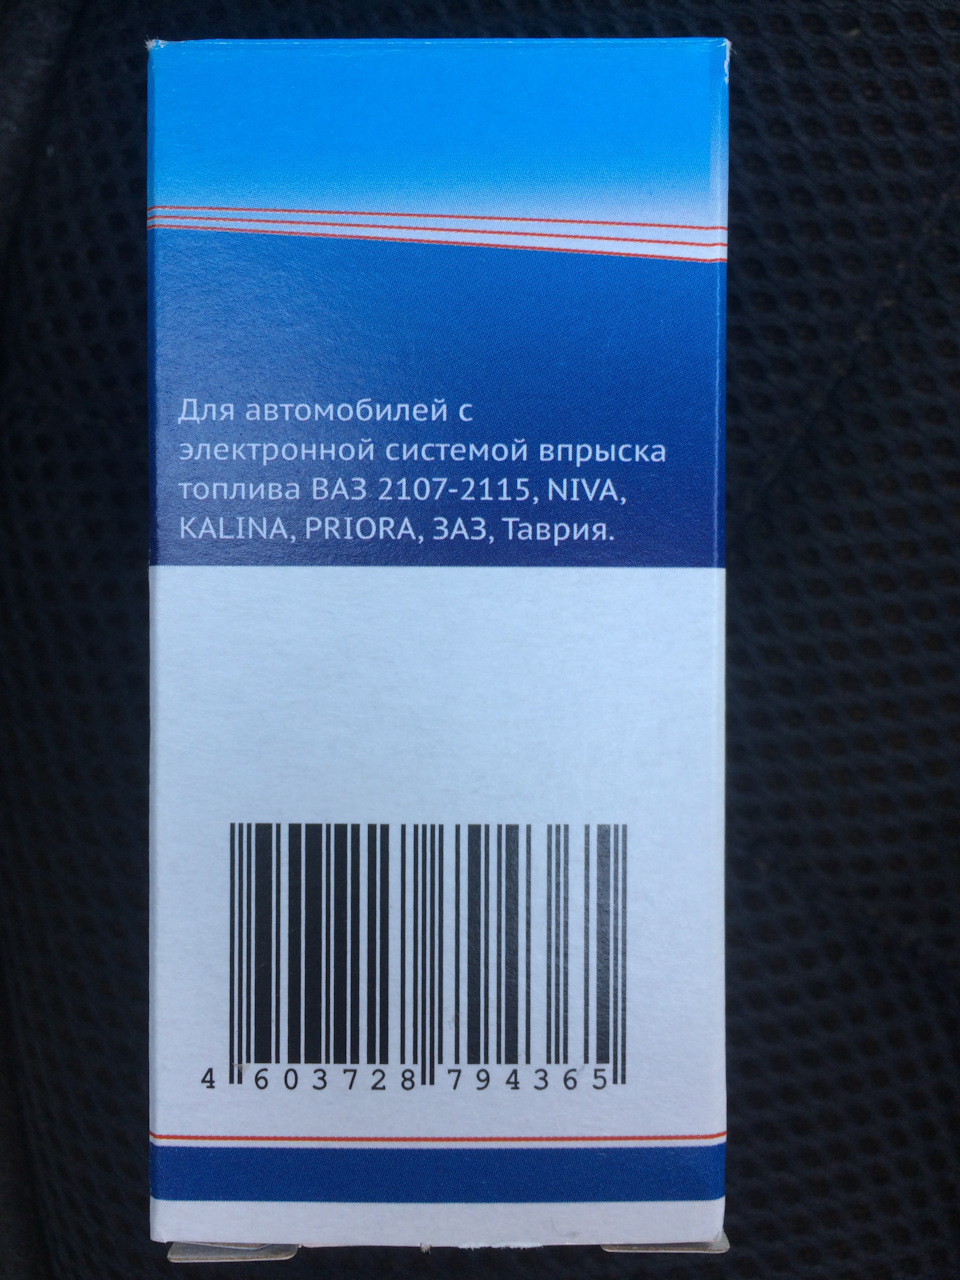 Для автомобилей с
электронной системой впрыска
топлива ВАЗ 2107-2115, NIVA,
KALINA, PRIORA, ЗАЗ, Таврия.
4 603728 794365